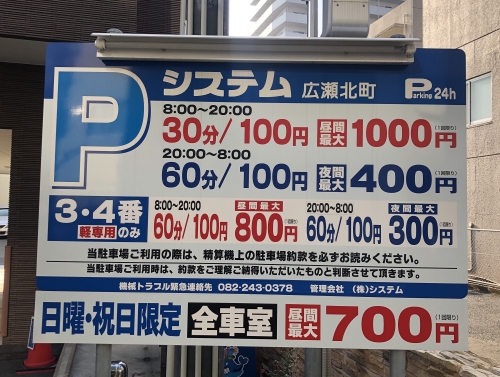 P システム 広瀬北町 Parking 24h
8:00～20:00
30分/100円 昼間最大 1000円 (1回限り)
20:00～8:00
60分/100円 夜間最大 400円 (1回限り)
3・4番 軽専用のみ
8:00～20:00 昼間最大
60分/100円 800円
20:00～8:00 夜間最大
60分/100円 300円
当駐車場ご利用の際は、精算機上の駐車場約款を必ずお読みください。
当駐車場ご利用時は、約款をご理解ご納得いただいたものと判断させて頂きます。
機械トラブル緊急連絡先 082-243-0378 管理会社 (株)システム
日曜・祝日限定 全車室 昼間最大 700円 (1回限り)